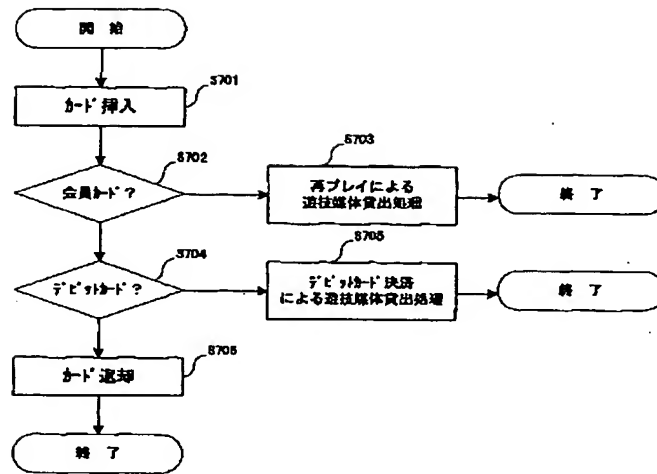 開 始
S701
カード挿入
S702
会員カード?
S703
再プレイによる
遊技媒体貸出処理
終 了
S704
デビットカード?
S705
デビットカード決済
による遊技媒体貸出処理
終 了
S706
カード返却
終 了